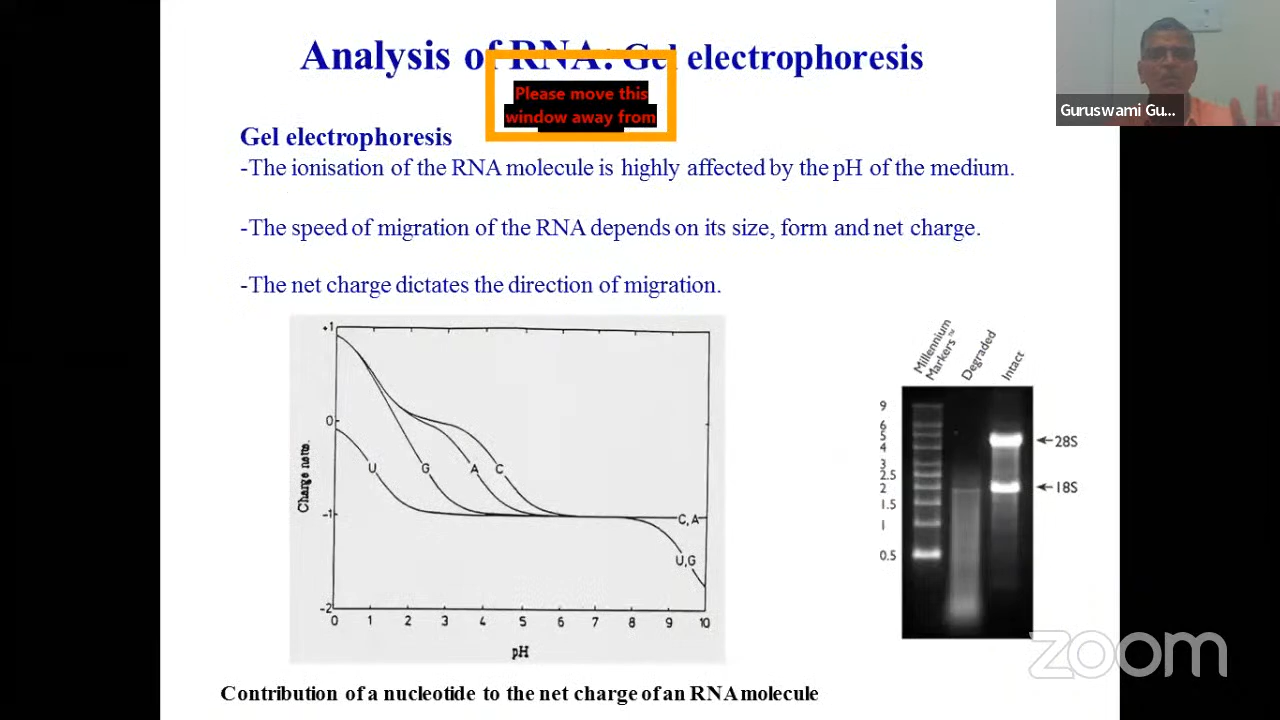 Analysis of RNA: Gel electrophoresis
Please move this
window away from
Guruswami Gu...
Gel electrophoresis
-The ionisation of the RNA molecule is highly affected by the pH of the medium.
-The speed of migration of the RNA depends on its size, form and net charge.
-The net charge dictates the direction of migration.
+1
0
-1
-2
Charge nette.
U
G
A
C
C,A
U,G
0 1 2 3 4 5 6 7 8 9 10
pH
Contribution of a nucleotide to the net charge of an RNA molecule
Millennium
Markers™
Degraded
Intact
9
6
5
4
3
2.5
2
1.5
1
0.5
28S
18S
zoom